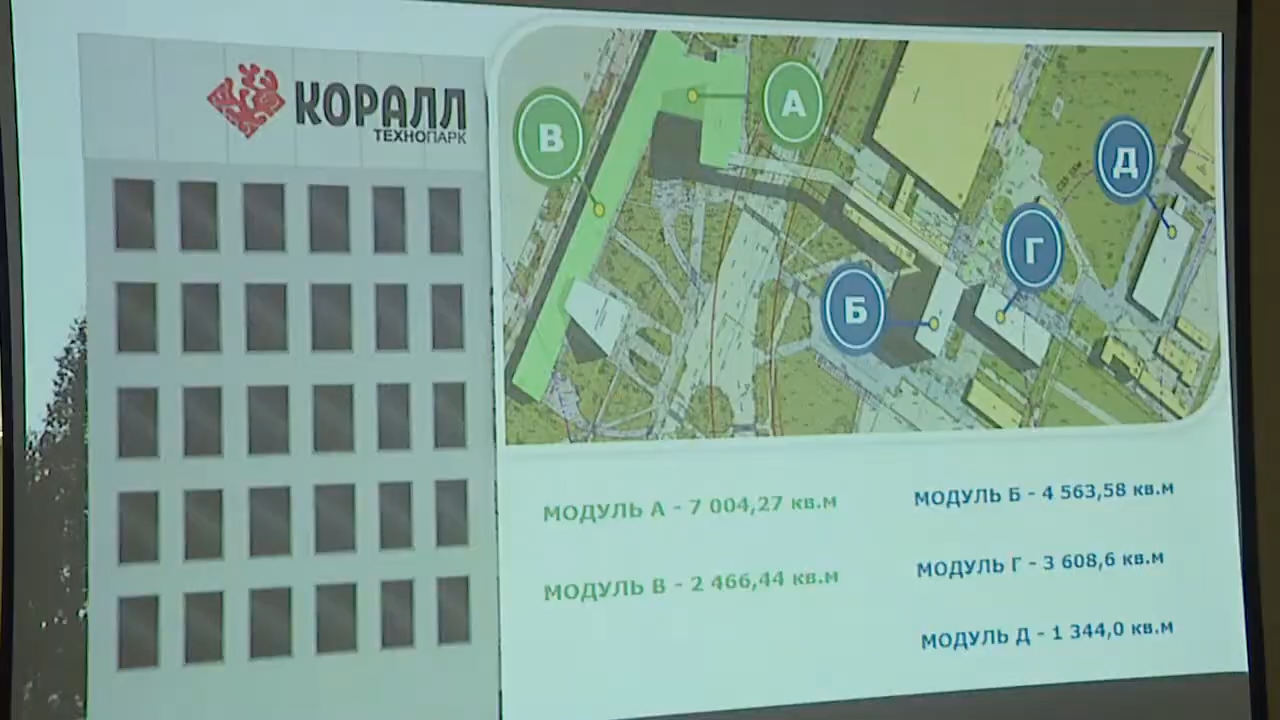 КОРАЛЛ
ТЕХНОПАРК
В
А
Д
Г
Б
МОДУЛЬ А - 7 004,27 кв.м
МОДУЛЬ В - 2 466,44 кв.м
МОДУЛЬ Б - 4 563,58 кв.м
МОДУЛЬ Г - 3 608,6 кв.м
МОДУЛЬ Д - 1 344,0 кв.м